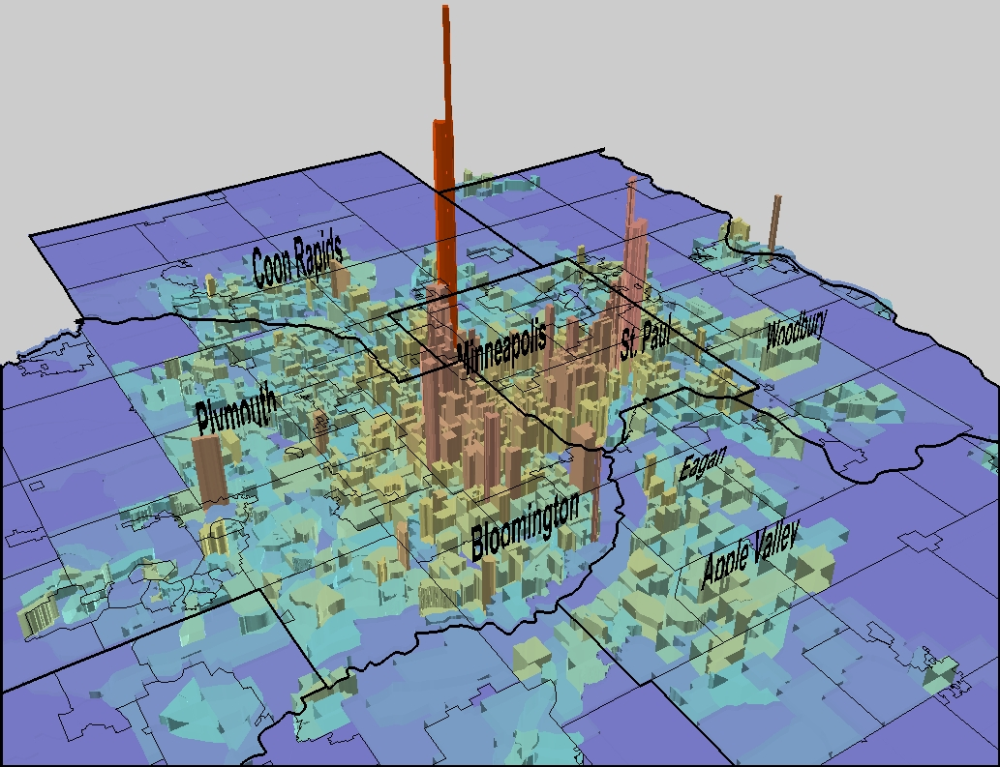 Coon Rapids
Minneapolis
St. Paul
Woodbury
Plymouth
Eagan
Bloomington
Apple Valley